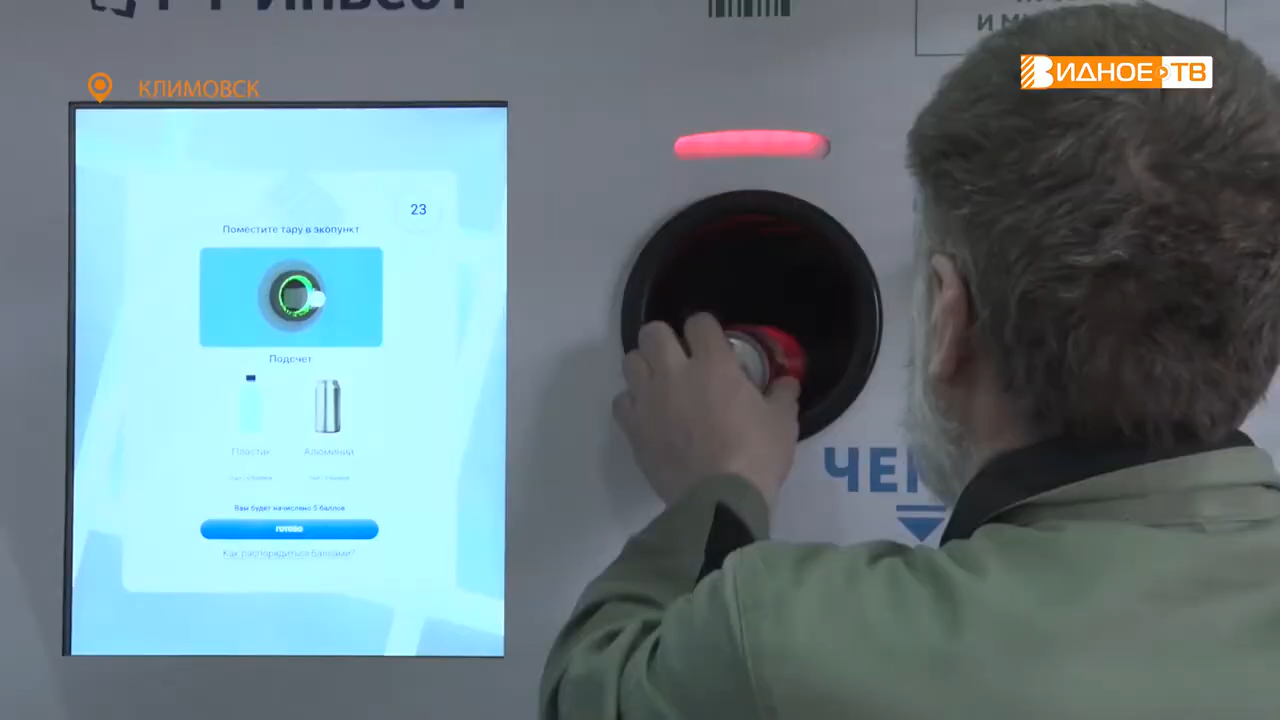 КЛИМОВСК
ВИДНОЕ ТВ
23
Поместите тару в экопункт
Подсчет
Пластик
Алюминий
Вам будет начислено 5 баллов
ГОТОВО
Как распорядиться баллами?